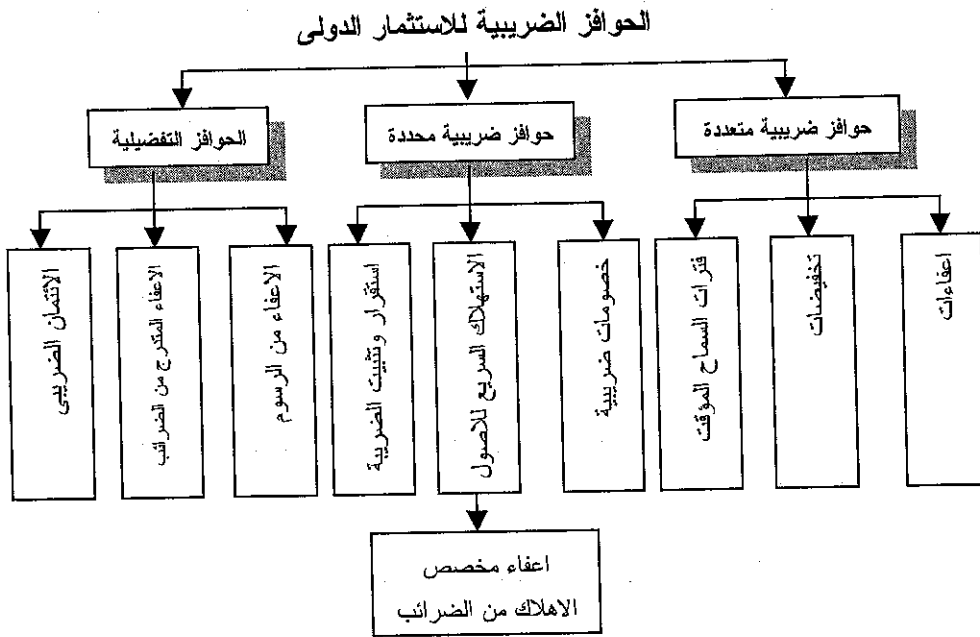 الحوافز الضريبية للاستثمار الدولى
حوافز ضريبية متعددة
حوافز ضريبية محددة
الحوافز التفضيلية
اعفاءات
تخفيضات
فترات السماح المؤقت
خصومات ضريبية
الاستهلاك السريع للاصول
استقرار وتثبيت الضريبة
الاعفاء من الرسوم
الاعفاء المتدرج من الضرائب
الائتمان الضريبى
اعفاء مخصص
الاهلاك من الضرائب